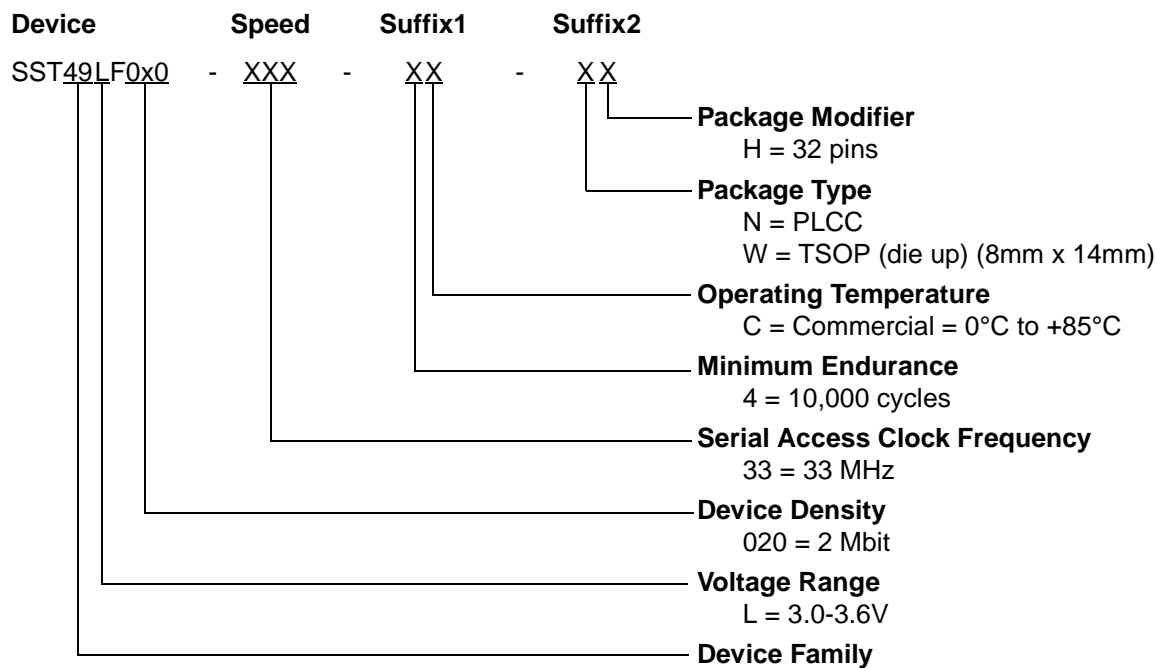 Device Speed Suffix1 Suffix2
SST49LF0x0 - XXX - XX - XX
Package Modifier
H = 32 pins
Package Type
N = PLCC
W = TSOP (die up) (8mm x 14mm)
Operating Temperature
C = Commercial = 0°C to +85°C
Minimum Endurance
4 = 10,000 cycles
Serial Access Clock Frequency
33 = 33 MHz
Device Density
020 = 2 Mbit
Voltage Range
L = 3.0-3.6V
Device Family